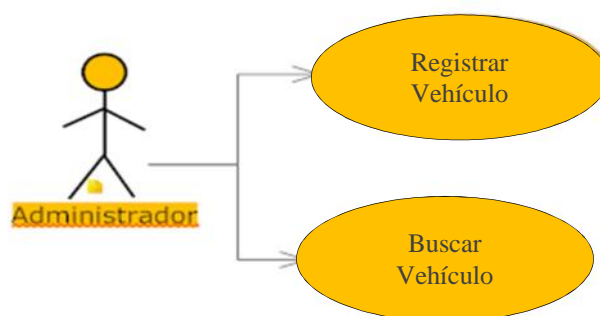 Registrar
Vehículo
Administrador
Buscar
Vehículo